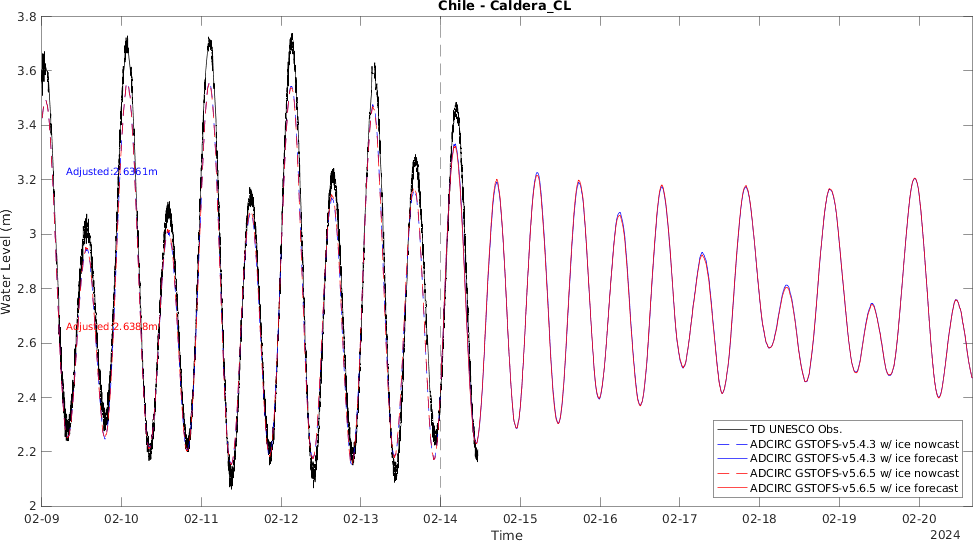 Chile - Caldera_CL
3.8
3.6
3.4
3.2
3
2.8
2.6
2.4
2.2
2
Water Level (m)
Adjusted:2.6361m
Adjusted:2.6388m
TD UNESCO Obs.
ADCIRC GSTOFS-v5.4.3 w/ ice nowcast
ADCIRC GSTOFS-v5.4.3 w/ ice forecast
ADCIRC GSTOFS-v5.6.5 w/ ice nowcast
ADCIRC GSTOFS-v5.6.5 w/ ice forecast
02-09 02-10 02-11 02-12 02-13 02-14 02-15 02-16 02-17 02-18 02-19 02-20
Time
2024